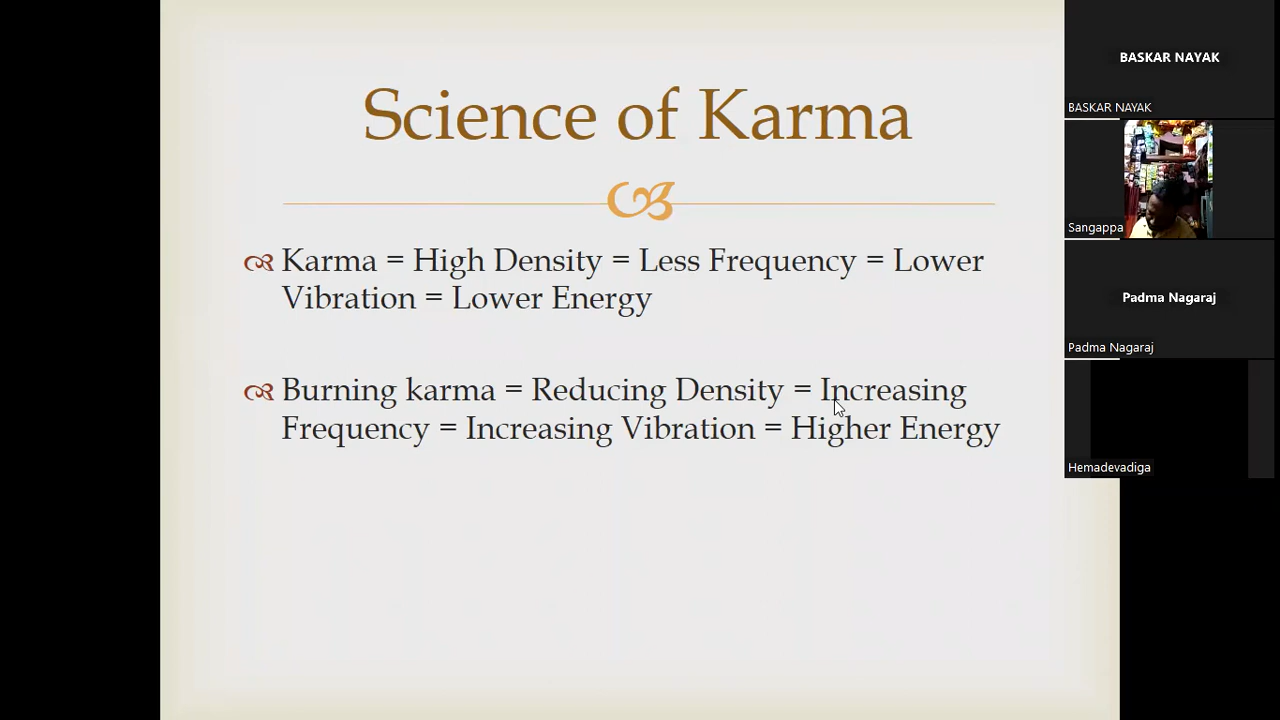 Science of Karma
Karma = High Density = Less Frequency = Lower
Vibration = Lower Energy
Burning karma = Reducing Density = Increasing
Frequency = Increasing Vibration = Higher Energy
BASKAR NAYAK
BASKAR NAYAK
Sangappa
Padma Nagaraj
Padma Nagaraj
Hemadevadiga